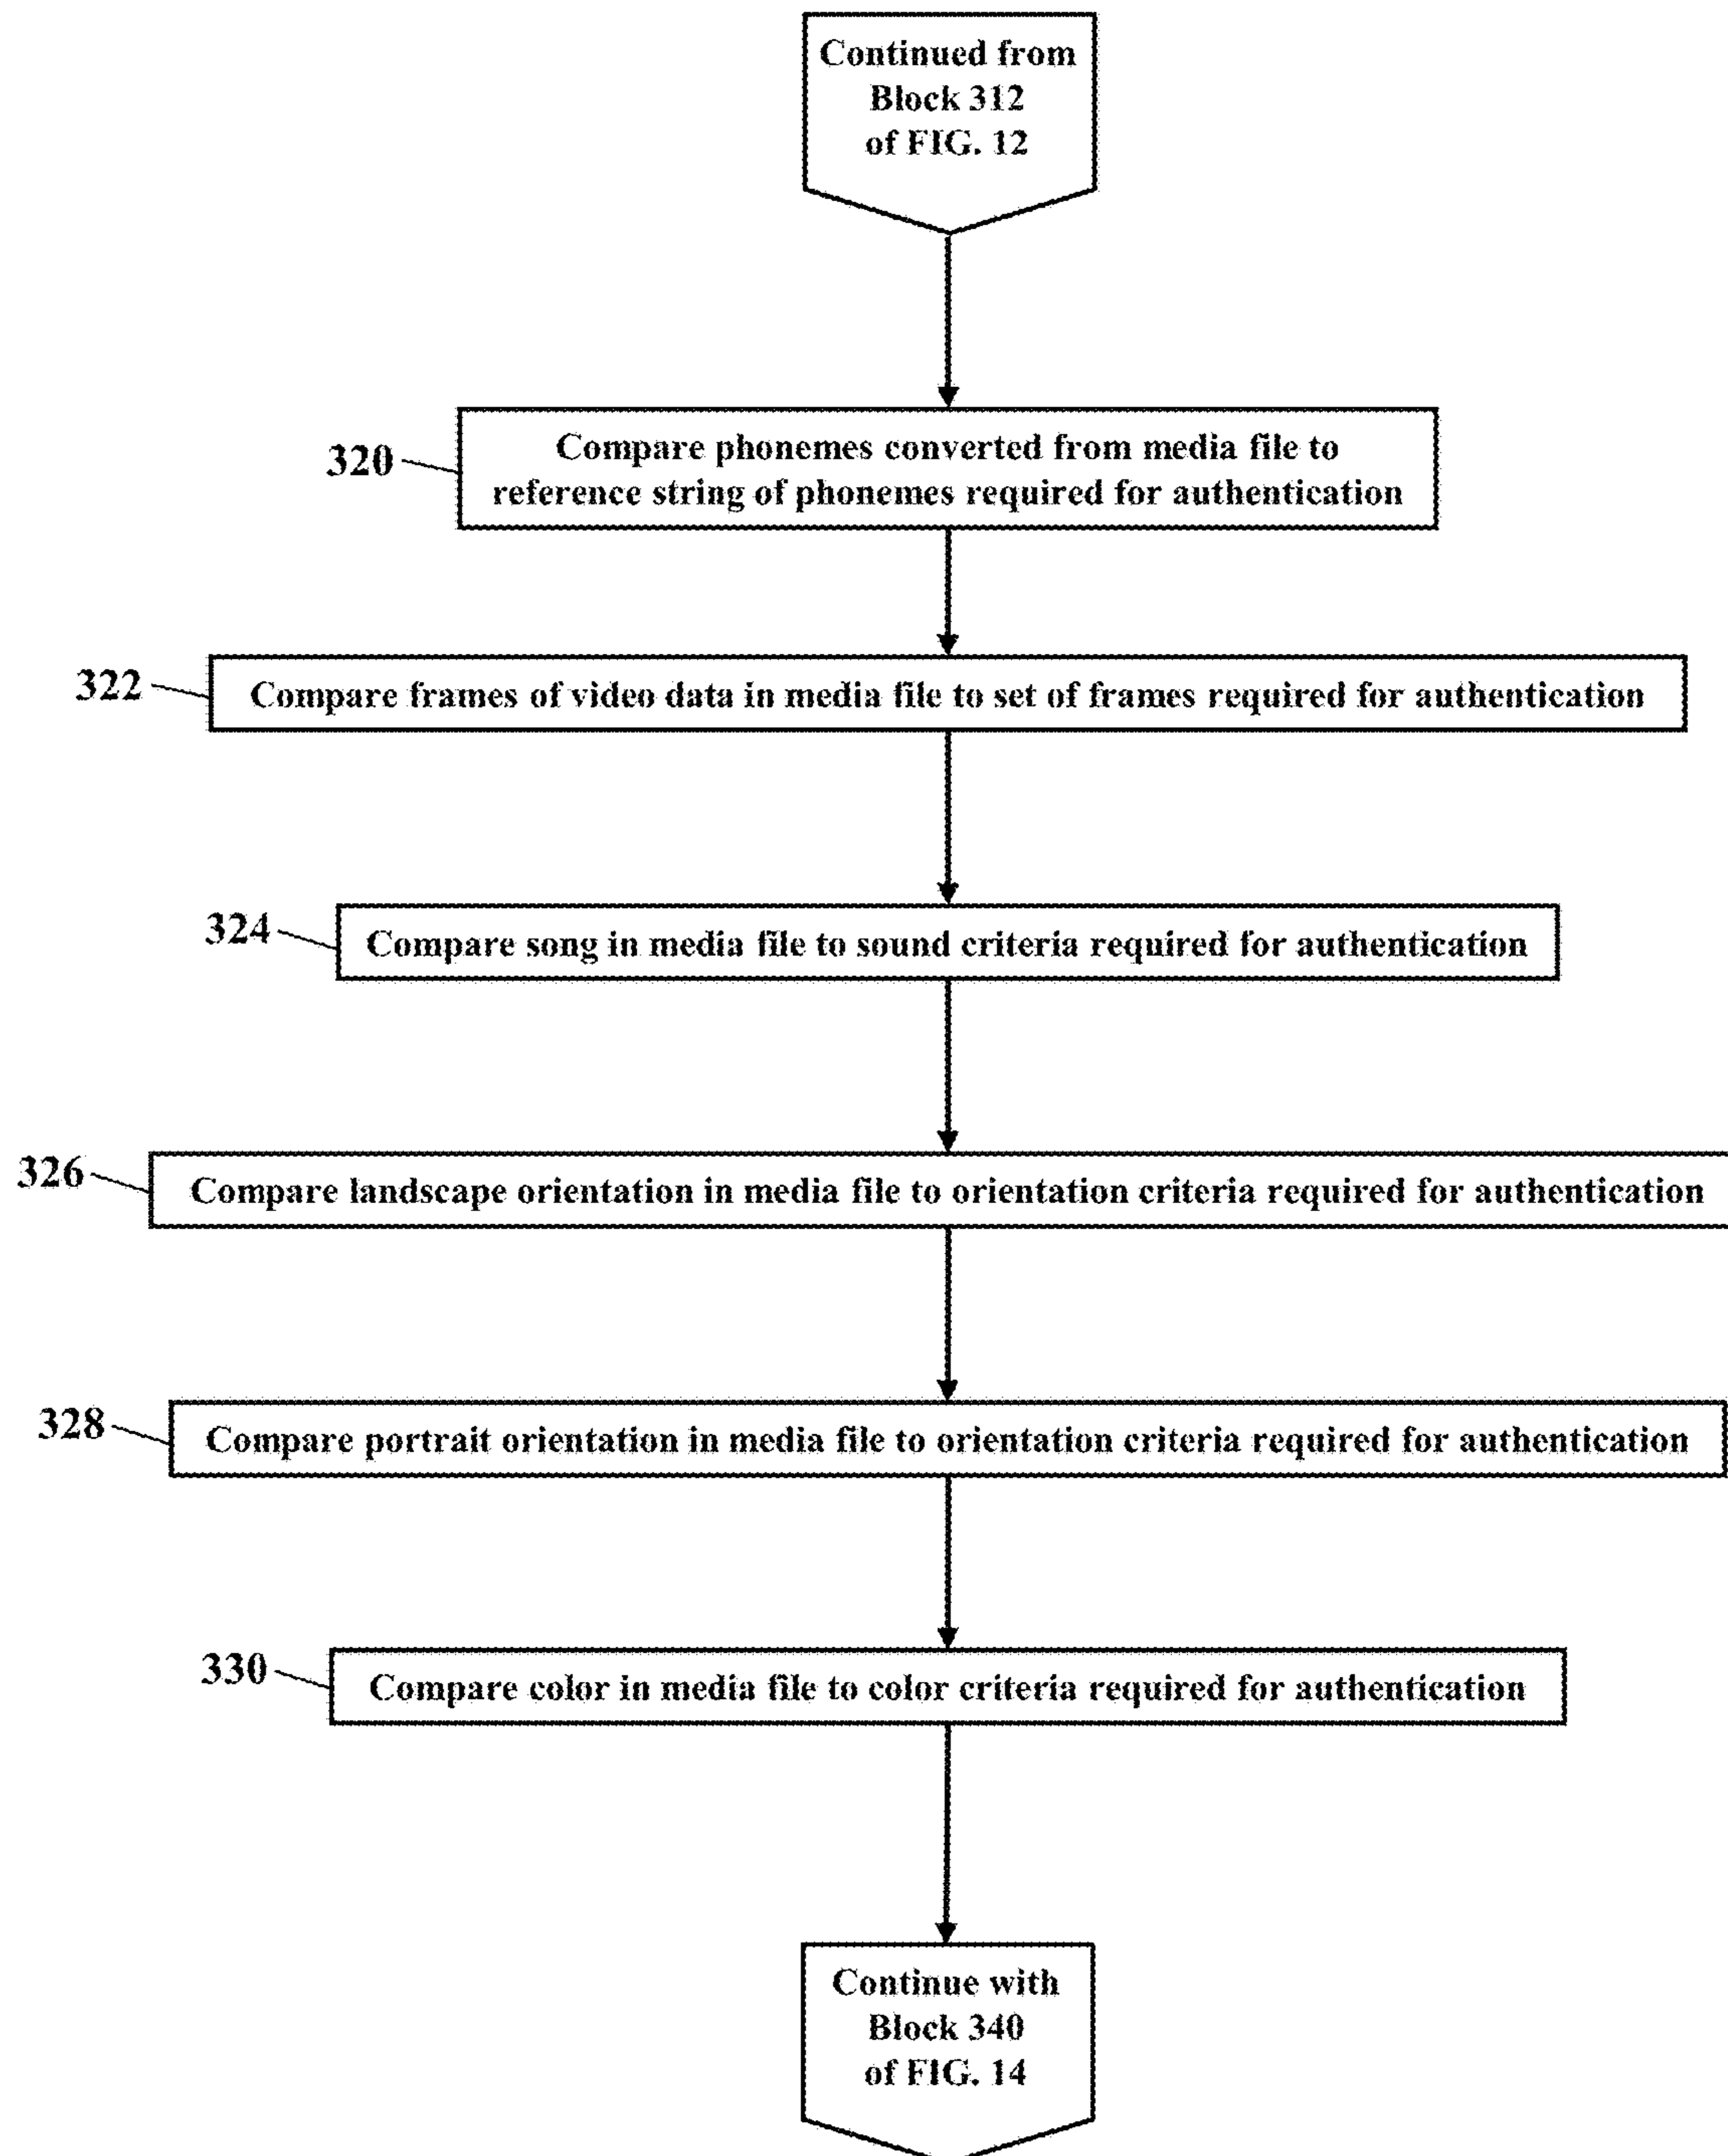 Continued from
Block 312
of FIG. 12
320
Compare phonemes converted from media file to
reference string of phonemes required for authentication
322
Compare frames of video data in media file to set of frames required for authentication
324
Compare song in media file to sound criteria required for authentication
326
Compare landscape orientation in media file to orientation criteria required for authentication
328
Compare portrait orientation in media file to orientation criteria required for authentication
330
Compare color in media file to color criteria required for authentication
Continue with
Block 340
of FIG. 14